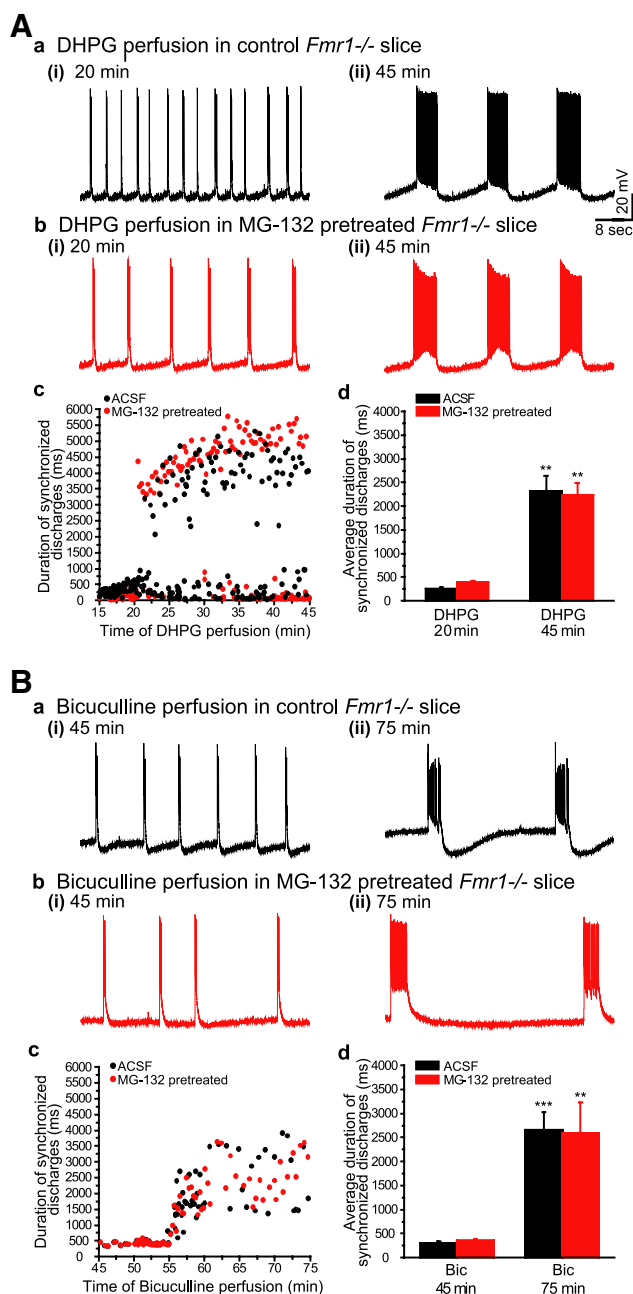 A
a DHPG perfusion in control Fmr1-/- slice
(i) 20 min
(ii) 45 min
20 mV
8 sec
b DHPG perfusion in MG-132 pretreated Fmr1-/- slice
(i) 20 min
(ii) 45 min
c
ACSF
MG-132 pretreated
Duration of synchronized discharges (ms)
6000
5500
5000
4500
4000
3500
3000
2500
2000
1500
1000
500
0
15 20 25 30 35 40 45
Time of DHPG perfusion (min)
d
ACSF
MG-132 pretreated
Average duration of synchronized discharges (ms)
4000
3500
3000
2500
2000
1500
1000
500
0
** **
DHPG 20 min
DHPG 45 min
B
a Bicuculline perfusion in control Fmr1-/- slice
(i) 45 min
(ii) 75 min
b Bicuculline perfusion in MG-132 pretreated Fmr1-/- slice
(i) 45 min
(ii) 75 min
c
ACSF
MG-132 pretreated
Duration of synchronized discharges (ms)
6000
5500
5000
4500
4000
3500
3000
2500
2000
1500
1000
500
0
45 50 55 60 65 70 75
Time of Bicuculline perfusion (min)
d
ACSF
MG-132 pretreated
Average duration of synchronized discharges (ms)
4000
3500
3000
2500
2000
1500
1000
500
0
*** **
Bic 45 min
Bic 75 min